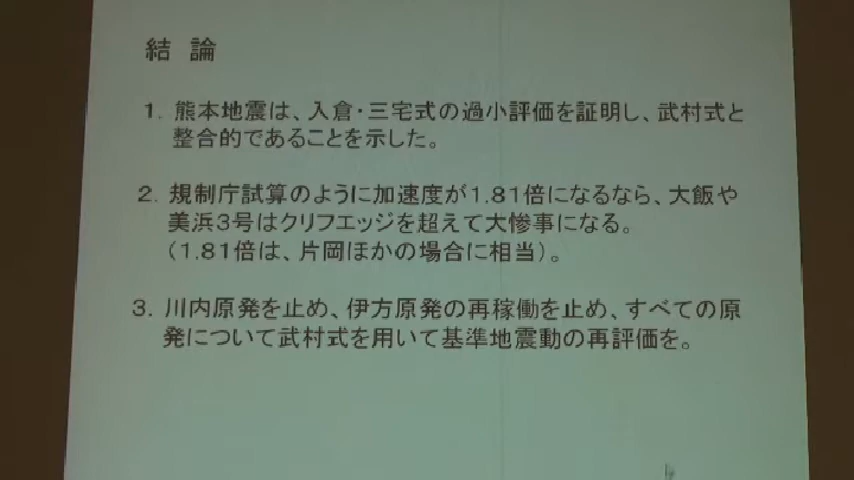 結 論
1. 熊本地震は、入倉・三宅式の過小評価を証明し、武村式と
整合的であることを示した。
2. 規制庁試算のように加速度が1.81倍になるなら、大飯や
美浜3号はクリフエッジを超えて大惨事になる。
(1.81倍は、片岡ほかの場合に相当)。
3. 川内原発を止め、伊方原発の再稼働を止め、すべての原
発について武村式を用いて基準地震動の再評価を。